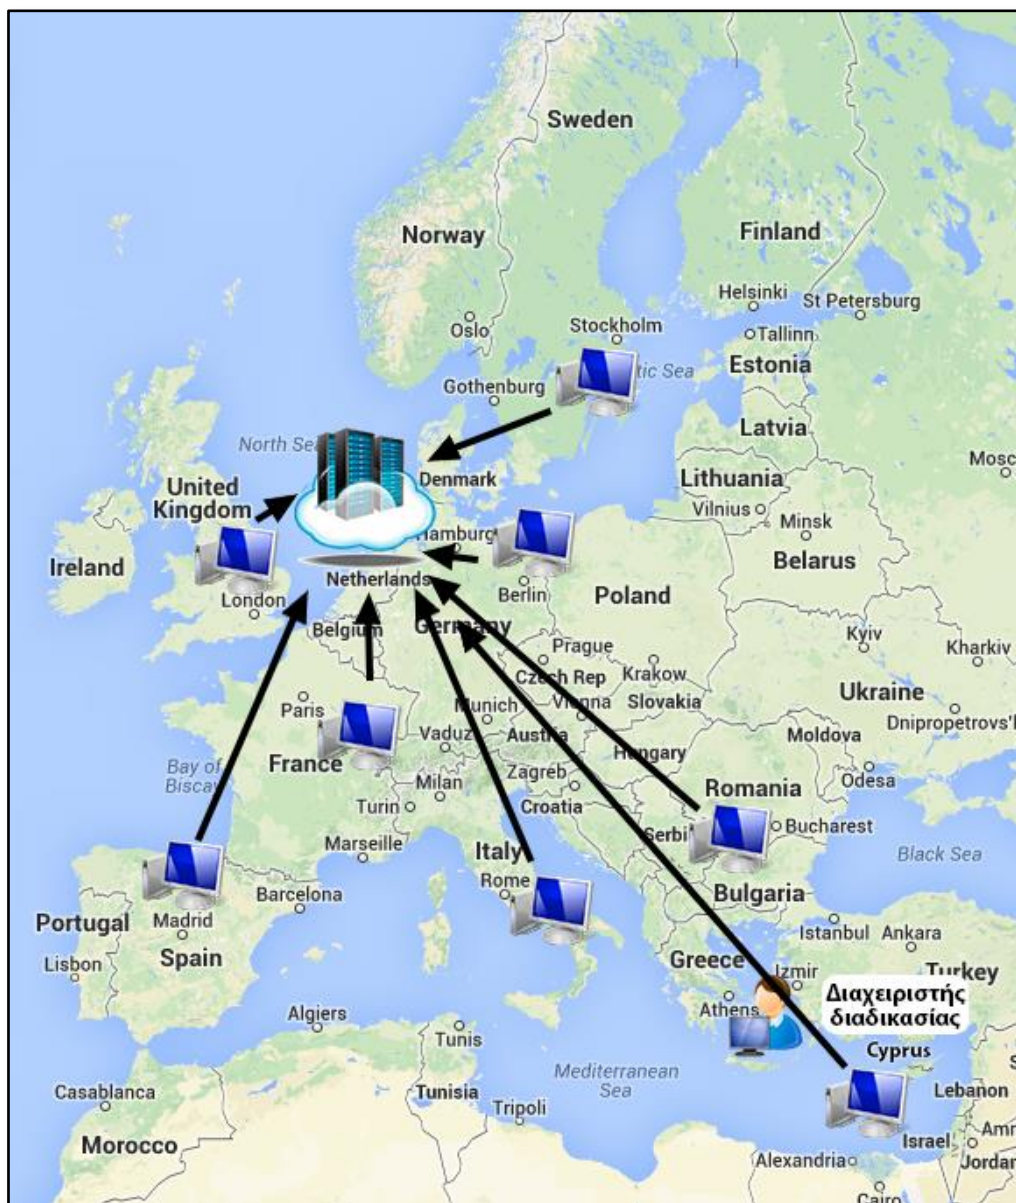 Sweden
Norway
Finland
Helsinki
St Petersburg
Oslo
Stockholm
Tallinn
tic Sea
Estonia
Gothenburg
Latvia
North Sea
Denmark
Lithuania
Mosc
United
Kingdom
Vilnius
Minsk
Hamburg
Ireland
Belarus
Netherlands
Berlin
Poland
London
Belgium
Germany
Kyiv
Prague
Kharkiv
Czech Rep
Krakow
Paris
Munich
Vienna
Slovakia
Ukraine
Dnipropetrovs'k
Vaduz
Austria
Moldova
Hungary
France
Bay of
Biscay
Zagreb
Odesa
Milan
Romania
Turin
Croatia
Serbi
Bucharest
Marseille
Italy
Black Sea
Rome
Barcelona
Bulgaria
Portugal
Madrid
Istanbul
Ankara
Spain
Lisbon
Greece
Izmir
Turkey
Διαχειριστής
διαδικασίας
Athens
Algiers
Tunis
Cyprus
Mediterranean
Sea
Casablanca
Tunisia
Lebanon
Tripoli
Morocco
Israel
Amm
Alexandria
Jordan
Cairo